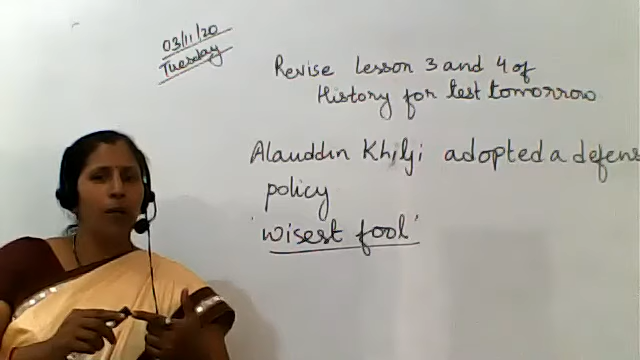 03/11/20
Tuesday
Revise lesson 3 and 4 of
History for test tomorrow
Alauddin Khilji adopted a defens
policy
'wisest fool'